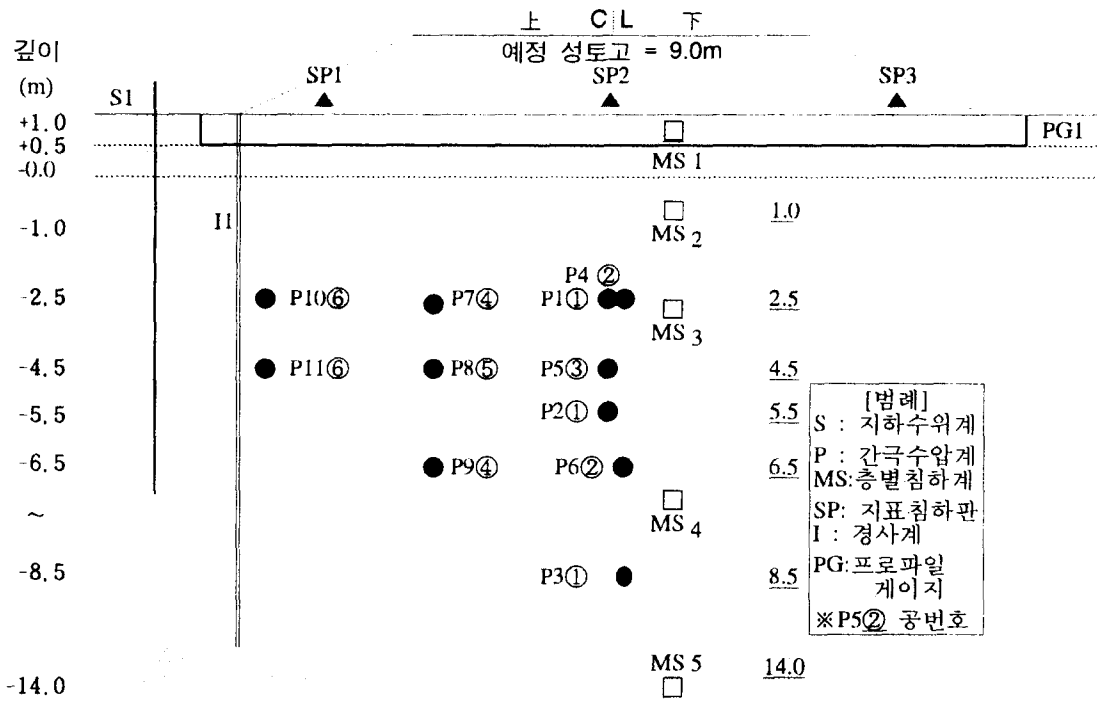 上 C L 下
예정 성토고 = 9.0m
깊이
(m)
SP1 SP2 SP3
S1
+1.0
PG1
+0.5
MS 1
-0.0
I1
-1.0
MS 2
1.0
P4 ②
-2.5
P10⑥ P7④ P1①
MS 3
2.5
-4.5
P11⑥ P8⑤ P5③
4.5
-5.5
P2①
5.5
-6.5
P9④ P6②
6.5
~
MS 4
-8.5
P3①
8.5
MS 5
14.0
-14.0
[범례]
S : 지하수위계
P : 간극수압계
MS:층별침하계
SP: 지표침하판
I : 경사계
PG:프로파일
게이지
※P5② 공번호